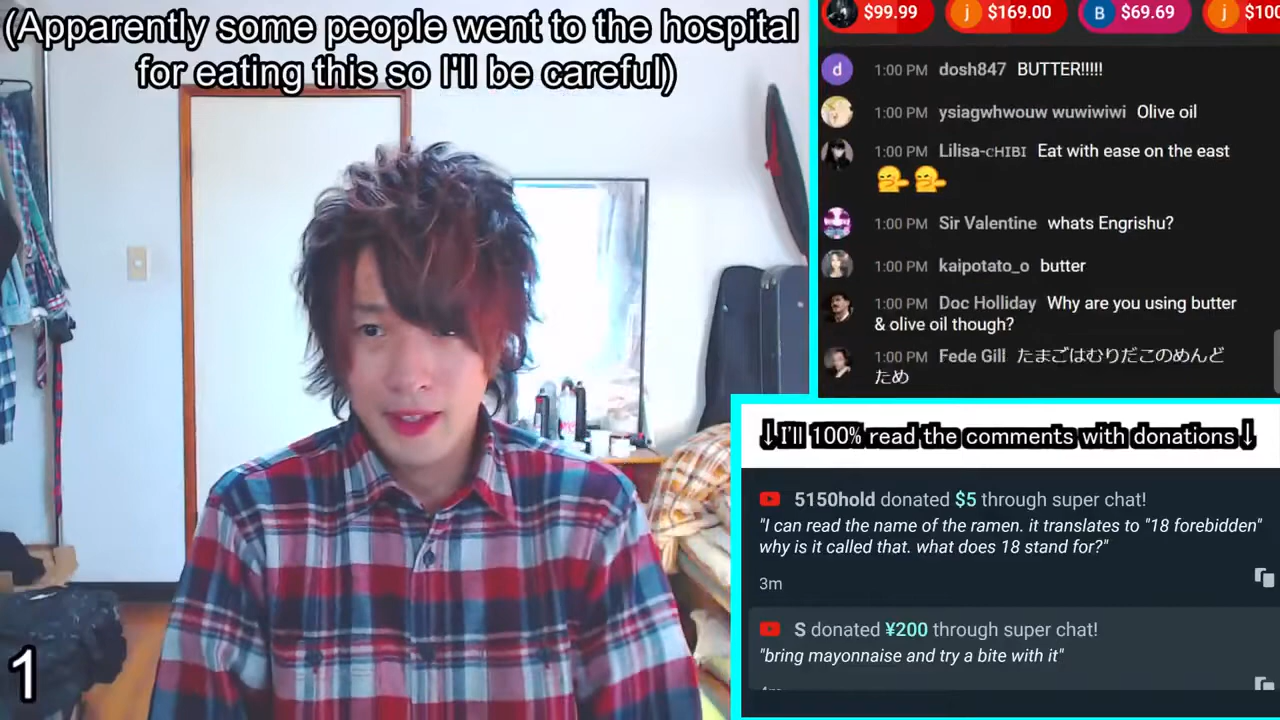 (Apparently some people went to the hospital
for eating this so I'll be careful)
1
$99.99
j $169.00
B $69.69
j
d 1:00 PM dosh847 BUTTER!!!!!
1:00 PM ysiagwhwouw wuwiwiwi Olive oil
1:00 PM Lilisa-ᴄʜɪʙɪ Eat with ease on the east
1:00 PM Sir Valentine whats Engrishu?
1:00 PM kaipotato_o butter
1:00 PM Doc Holliday Why are you using butter
& olive oil though?
1:00 PM Fede Gill たまごはむりだこのめんど
ため
↓I'll 100% read the comments with donations↓
5150hold donated $5 through super chat!
"I can read the name of the ramen. it translates to "18 forebidden"
why is it called that. what does 18 stand for?"
3m
S donated ¥200 through super chat!
"bring mayonnaise and try a bite with it"